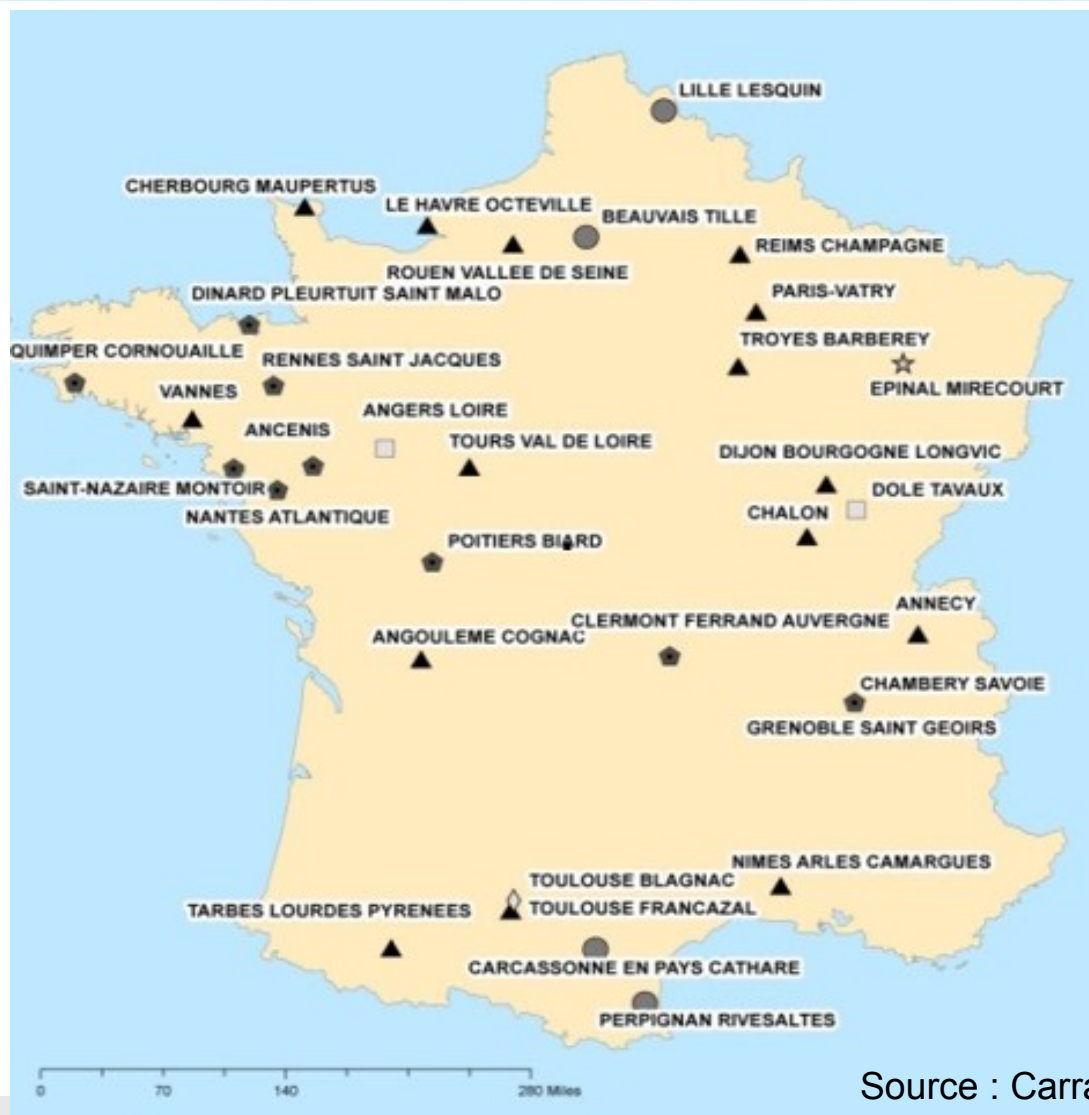 LILLE LESQUIN
CHERBOURG MAUPERTUS
LE HAVRE OCTEVILLE
BEAUVAIS TILLE
REIMS CHAMPAGNE
ROUEN VALLEE DE SEINE
DINARD PLEURTUIT SAINT MALO
PARIS-VATRY
TROYES BARBEREY
QUIMPER CORNOUAILLE
RENNES SAINT JACQUES
EPINAL MIRECOURT
VANNES
ANGERS LOIRE
ANCENIS
TOURS VAL DE LOIRE
DIJON BOURGOGNE LONGVIC
SAINT-NAZAIRE MONTOIR
DOLE TAVAUX
NANTES ATLANTIQUE
CHALON
POITIERS BIARD
ANNECY
CLERMONT FERRAND AUVERGNE
ANGOULEME COGNAC
CHAMBERY SAVOIE
GRENOBLE SAINT GEOIRS
NIMES ARLES CAMARGUES
TOULOUSE BLAGNAC
TARBES LOURDES PYRENEES
TOULOUSE FRANCAZAL
CARCASSONNE EN PAYS CATHARE
PERPIGNAN RIVESALTES
0 70 140 280 Miles
Source : Carra